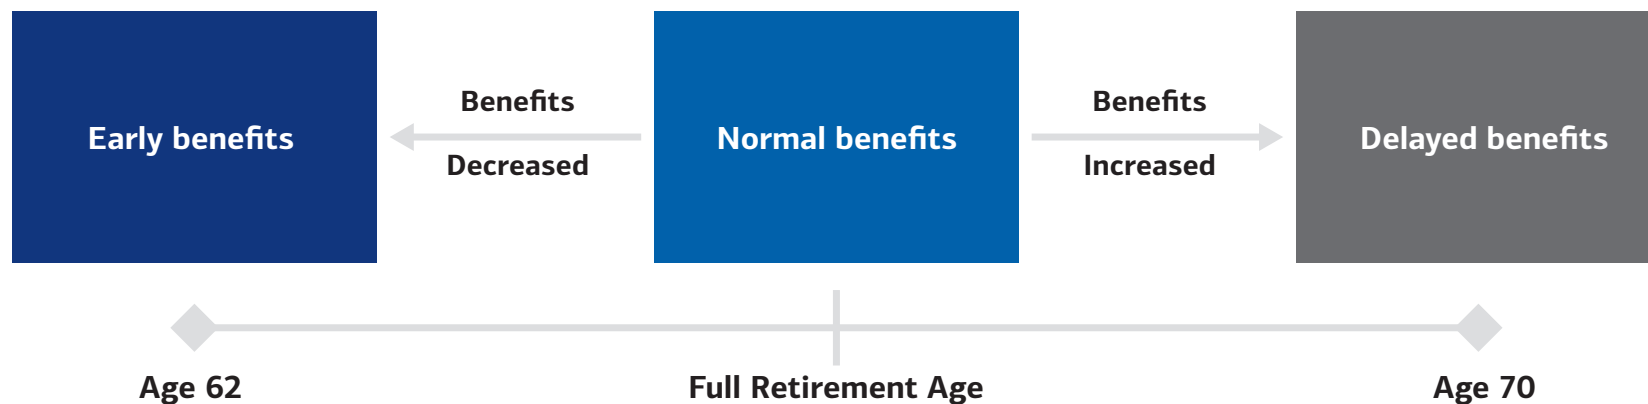 Early benefits
Benefits
Decreased
Normal benefits
Benefits
Increased
Delayed benefits
Age 62
Full Retirement Age
Age 70